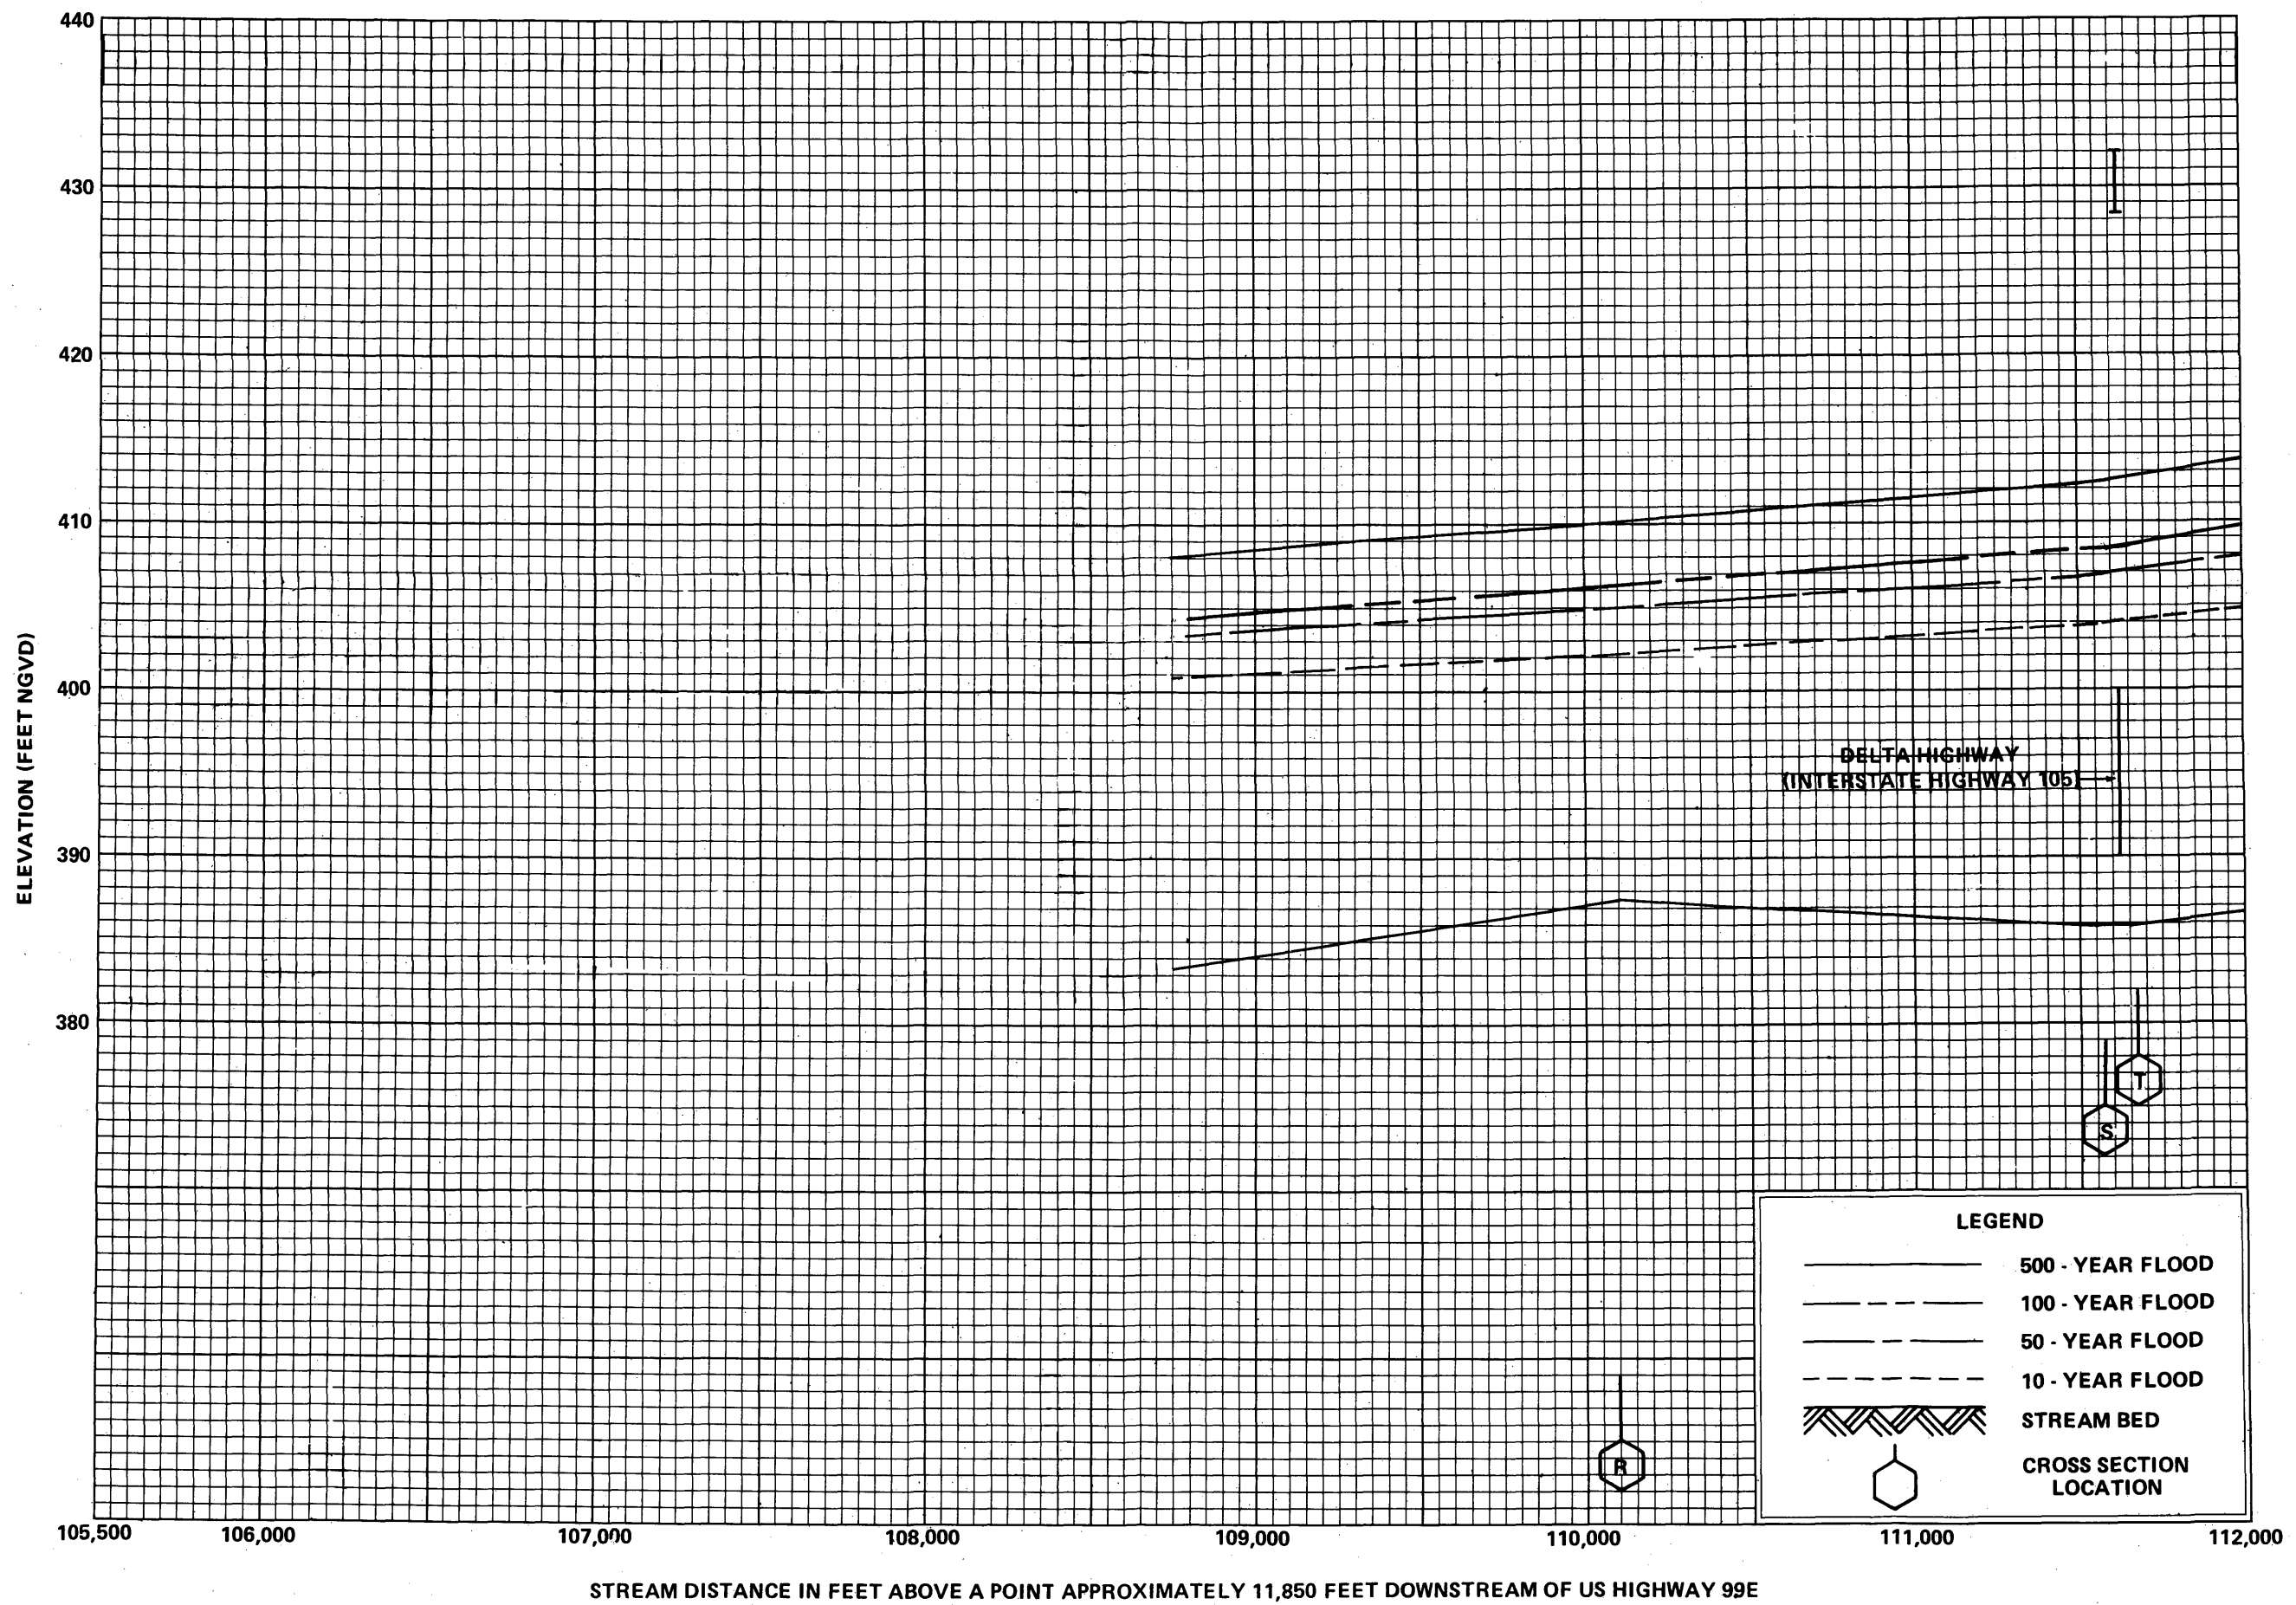 440
430
420
410
400
390
380
ELEVATION (FEET NGVD)
DELTA HIGHWAY
(INTERSTATE HIGHWAY 105)
T
S
R
LEGEND
500 - YEAR FLOOD
100 - YEAR FLOOD
50 - YEAR FLOOD
10 - YEAR FLOOD
STREAM BED
CROSS SECTION
LOCATION
105,500 106,000 107,000 108,000 109,000 110,000 111,000 112,000
STREAM DISTANCE IN FEET ABOVE A POINT APPROXIMATELY 11,850 FEET DOWNSTREAM OF US HIGHWAY 99E